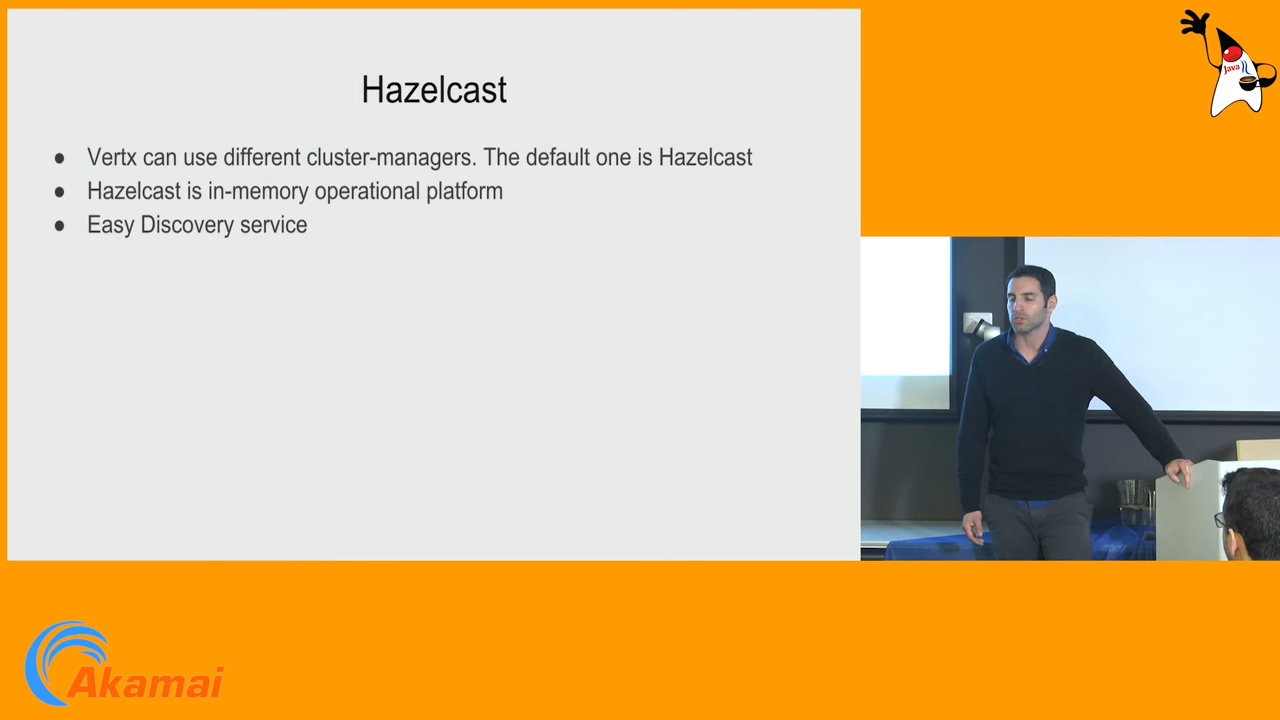 Hazelcast
● Vertx can use different cluster-managers. The default one is Hazelcast
● Hazelcast is in-memory operational platform
● Easy Discovery service
Java
Akamai